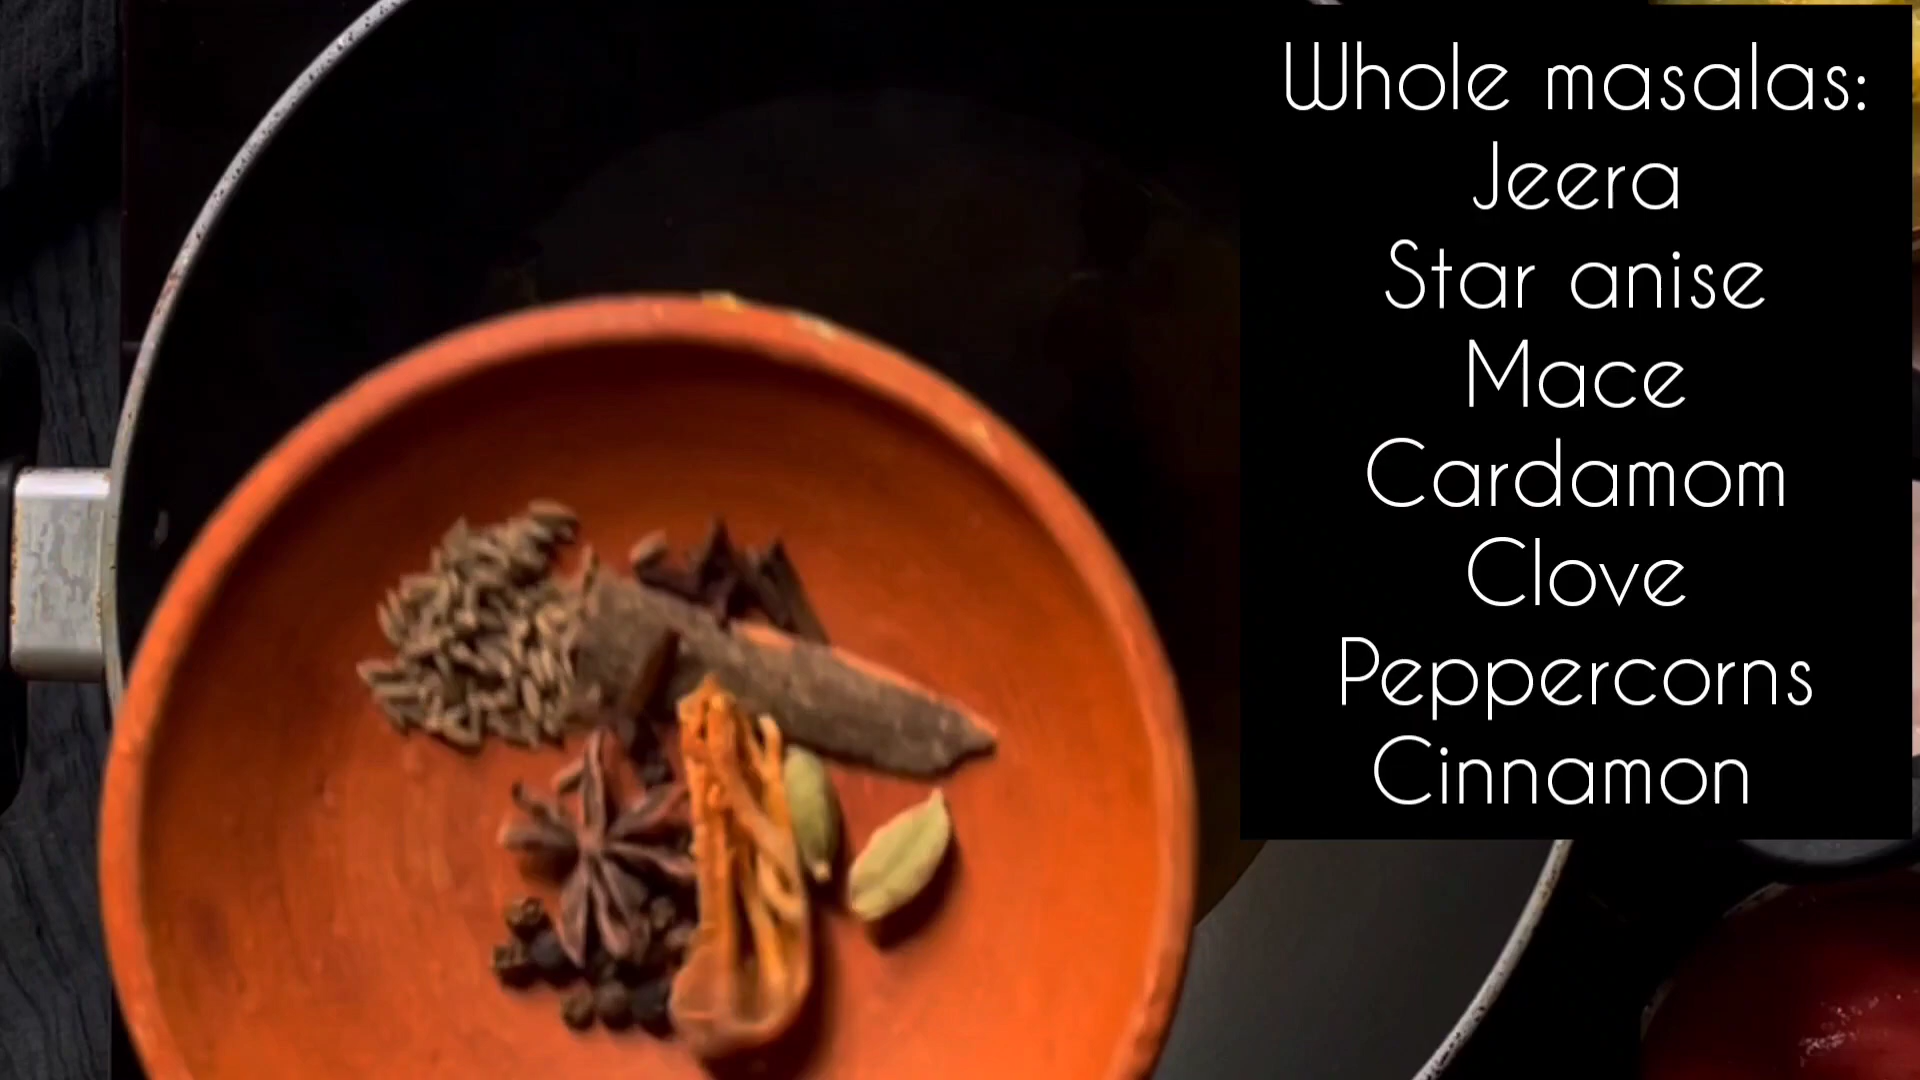 Whole masalas:
Jeera
Star anise
Mace
Cardamom
Clove
Peppercorns
Cinnamon